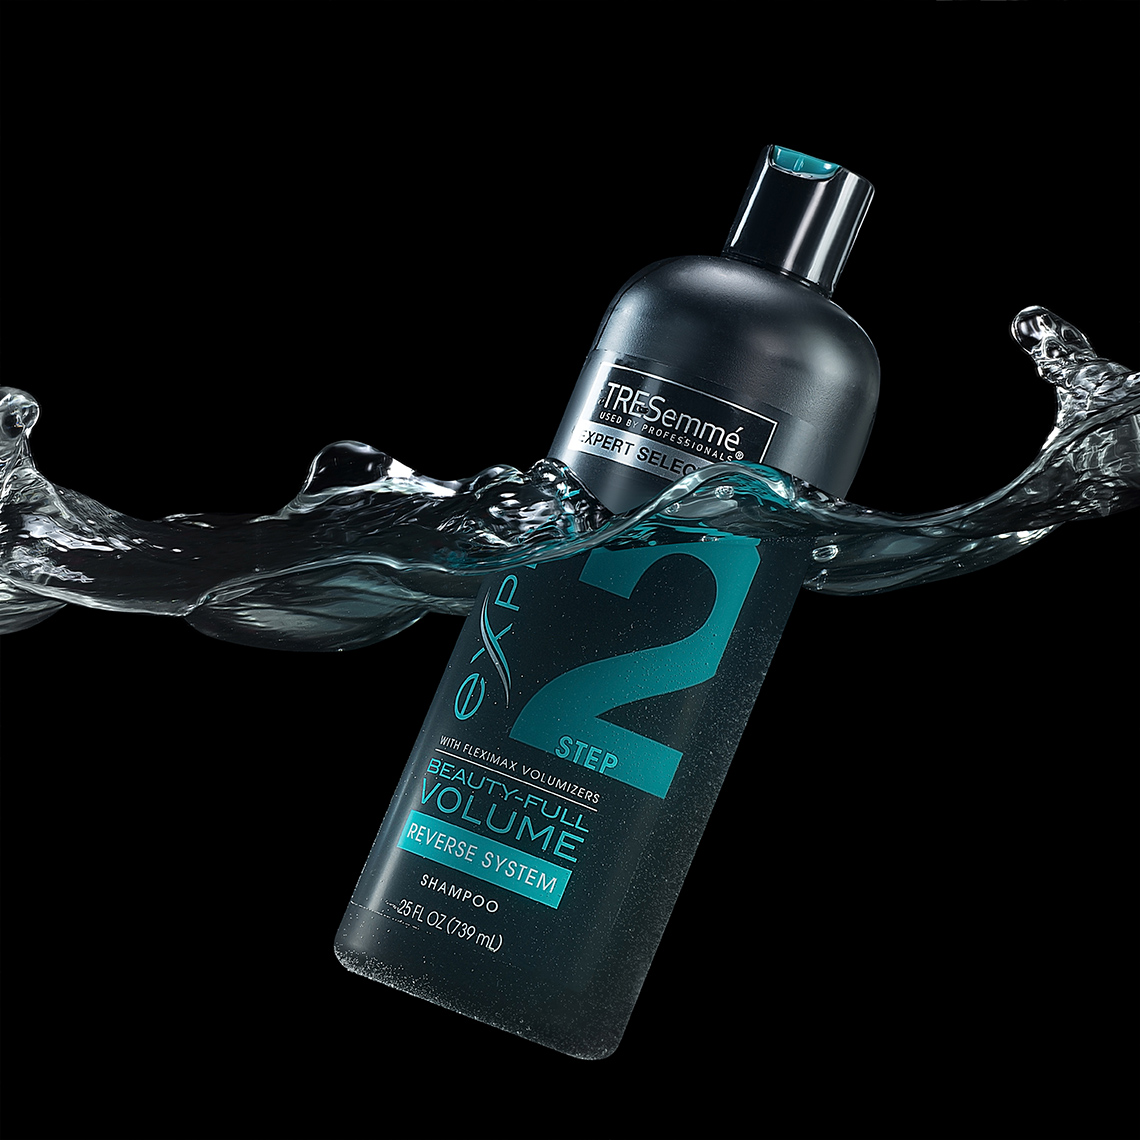 TRESemmé
USED BY PROFESSIONALS®
EXPERT SELEC
exp
2
STEP
WITH FLEXIMAX VOLUMIZERS
BEAUTY-FULL
VOLUME
REVERSE SYSTEM
SHAMPOO
25 FL OZ (739 mL)